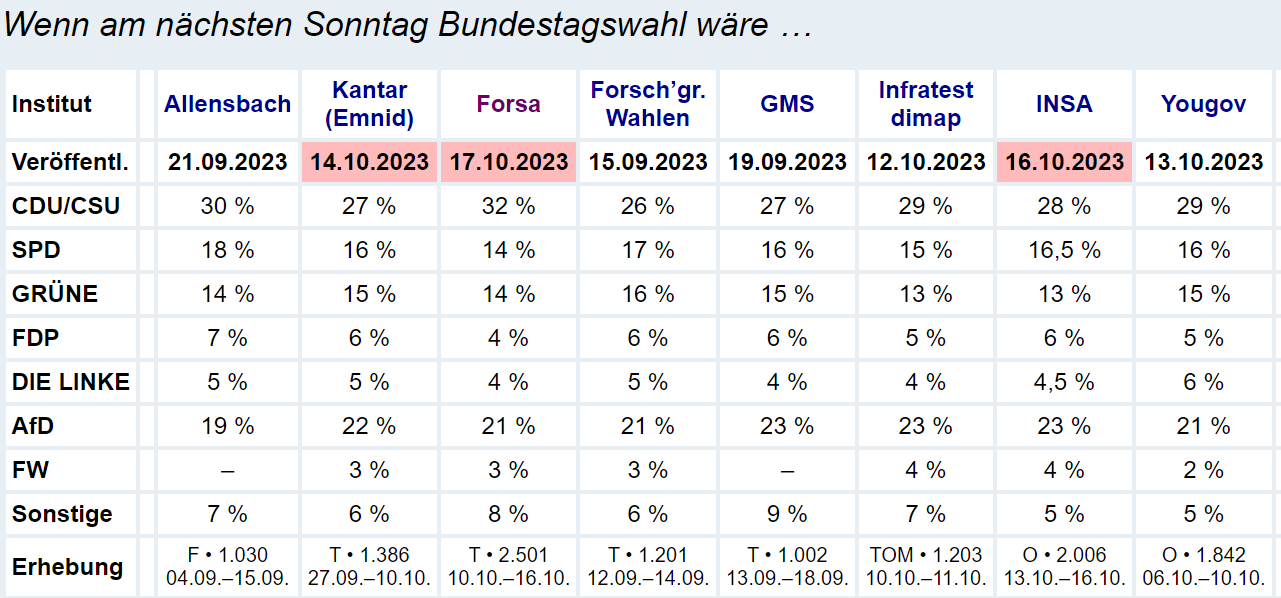 Wenn am nächsten Sonntag Bundestagswahl wäre …
Institut Allensbach Kantar (Emnid) Forsa Forsch’gr. Wahlen GMS Infratest dimap INSA Yougov
Veröffentl. 21.09.2023 14.10.2023 17.10.2023 15.09.2023 19.09.2023 12.10.2023 16.10.2023 13.10.2023
CDU/CSU 30 % 27 % 32 % 26 % 27 % 29 % 28 % 29 %
SPD 18 % 16 % 14 % 17 % 16 % 15 % 16,5 % 16 %
GRÜNE 14 % 15 % 14 % 16 % 15 % 13 % 13 % 15 %
FDP 7 % 6 % 4 % 6 % 6 % 5 % 6 % 5 %
DIE LINKE 5 % 5 % 4 % 5 % 4 % 4 % 4,5 % 6 %
AfD 19 % 22 % 21 % 21 % 23 % 23 % 23 % 21 %
FW – 3 % 3 % 3 % – 4 % 4 % 2 %
Sonstige 7 % 6 % 8 % 6 % 9 % 7 % 5 % 5 %
Erhebung F • 1.030 T • 1.386 T • 2.501 T • 1.201 T • 1.002 TOM • 1.203 O • 2.006 O • 1.842
04.09.–15.09. 27.09.–10.10. 10.10.–16.10. 12.09.–14.09. 13.09.–18.09. 10.10.–11.10. 13.10.–16.10. 06.10.–10.10.